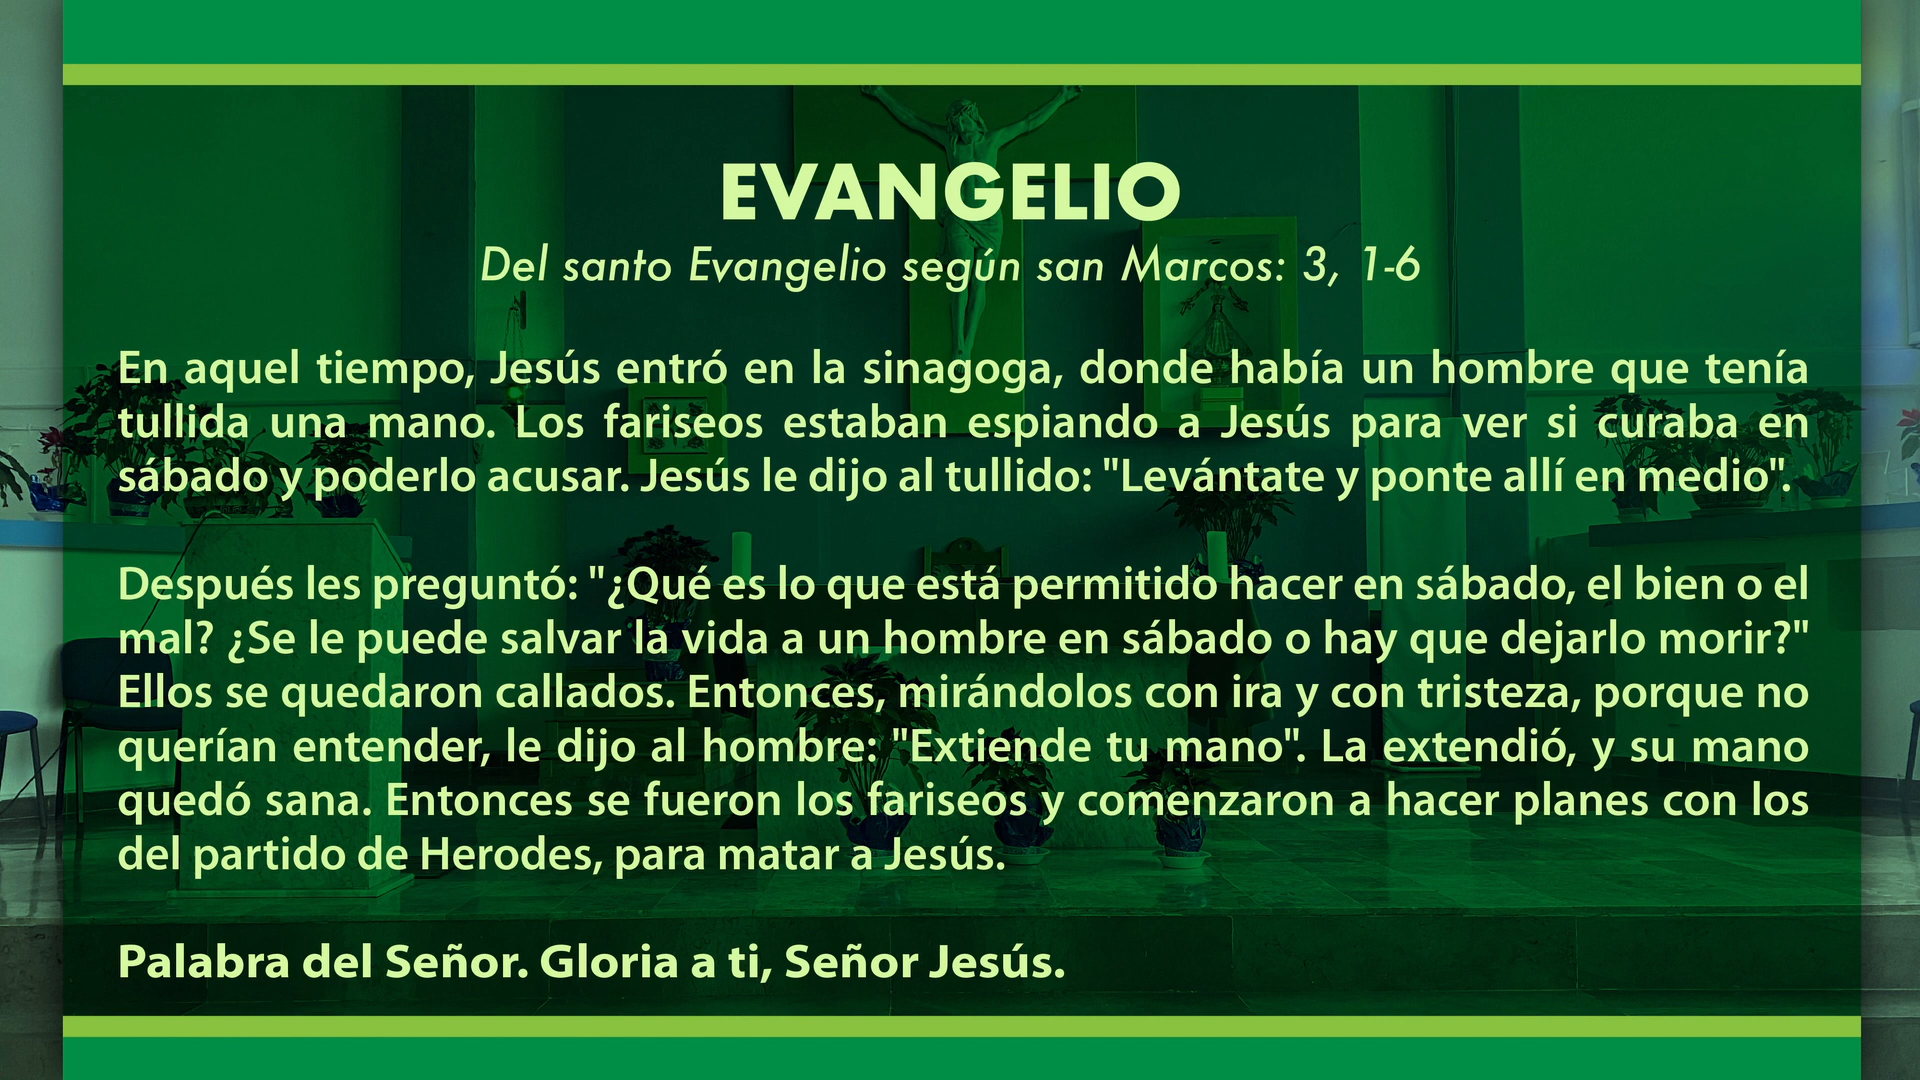 EVANGELIO
Del santo Evangelio según san Marcos: 3, 1-6
En aquel tiempo, Jesús entró en la sinagoga, donde había un hombre que tenía
tullida una mano. Los fariseos estaban espiando a Jesús para ver si curaba en
sábado y poderlo acusar. Jesús le dijo al tullido: "Levántate y ponte allí en medio".
Después les preguntó: "¿Qué es lo que está permitido hacer en sábado, el bien o el
mal? ¿Se le puede salvar la vida a un hombre en sábado o hay que dejarlo morir?"
Ellos se quedaron callados. Entonces, mirándolos con ira y con tristeza, porque no
querían entender, le dijo al hombre: "Extiende tu mano". La extendió, y su mano
quedó sana. Entonces se fueron los fariseos y comenzaron a hacer planes con los
del partido de Herodes, para matar a Jesús.
Palabra del Señor. Gloria a ti, Señor Jesús.